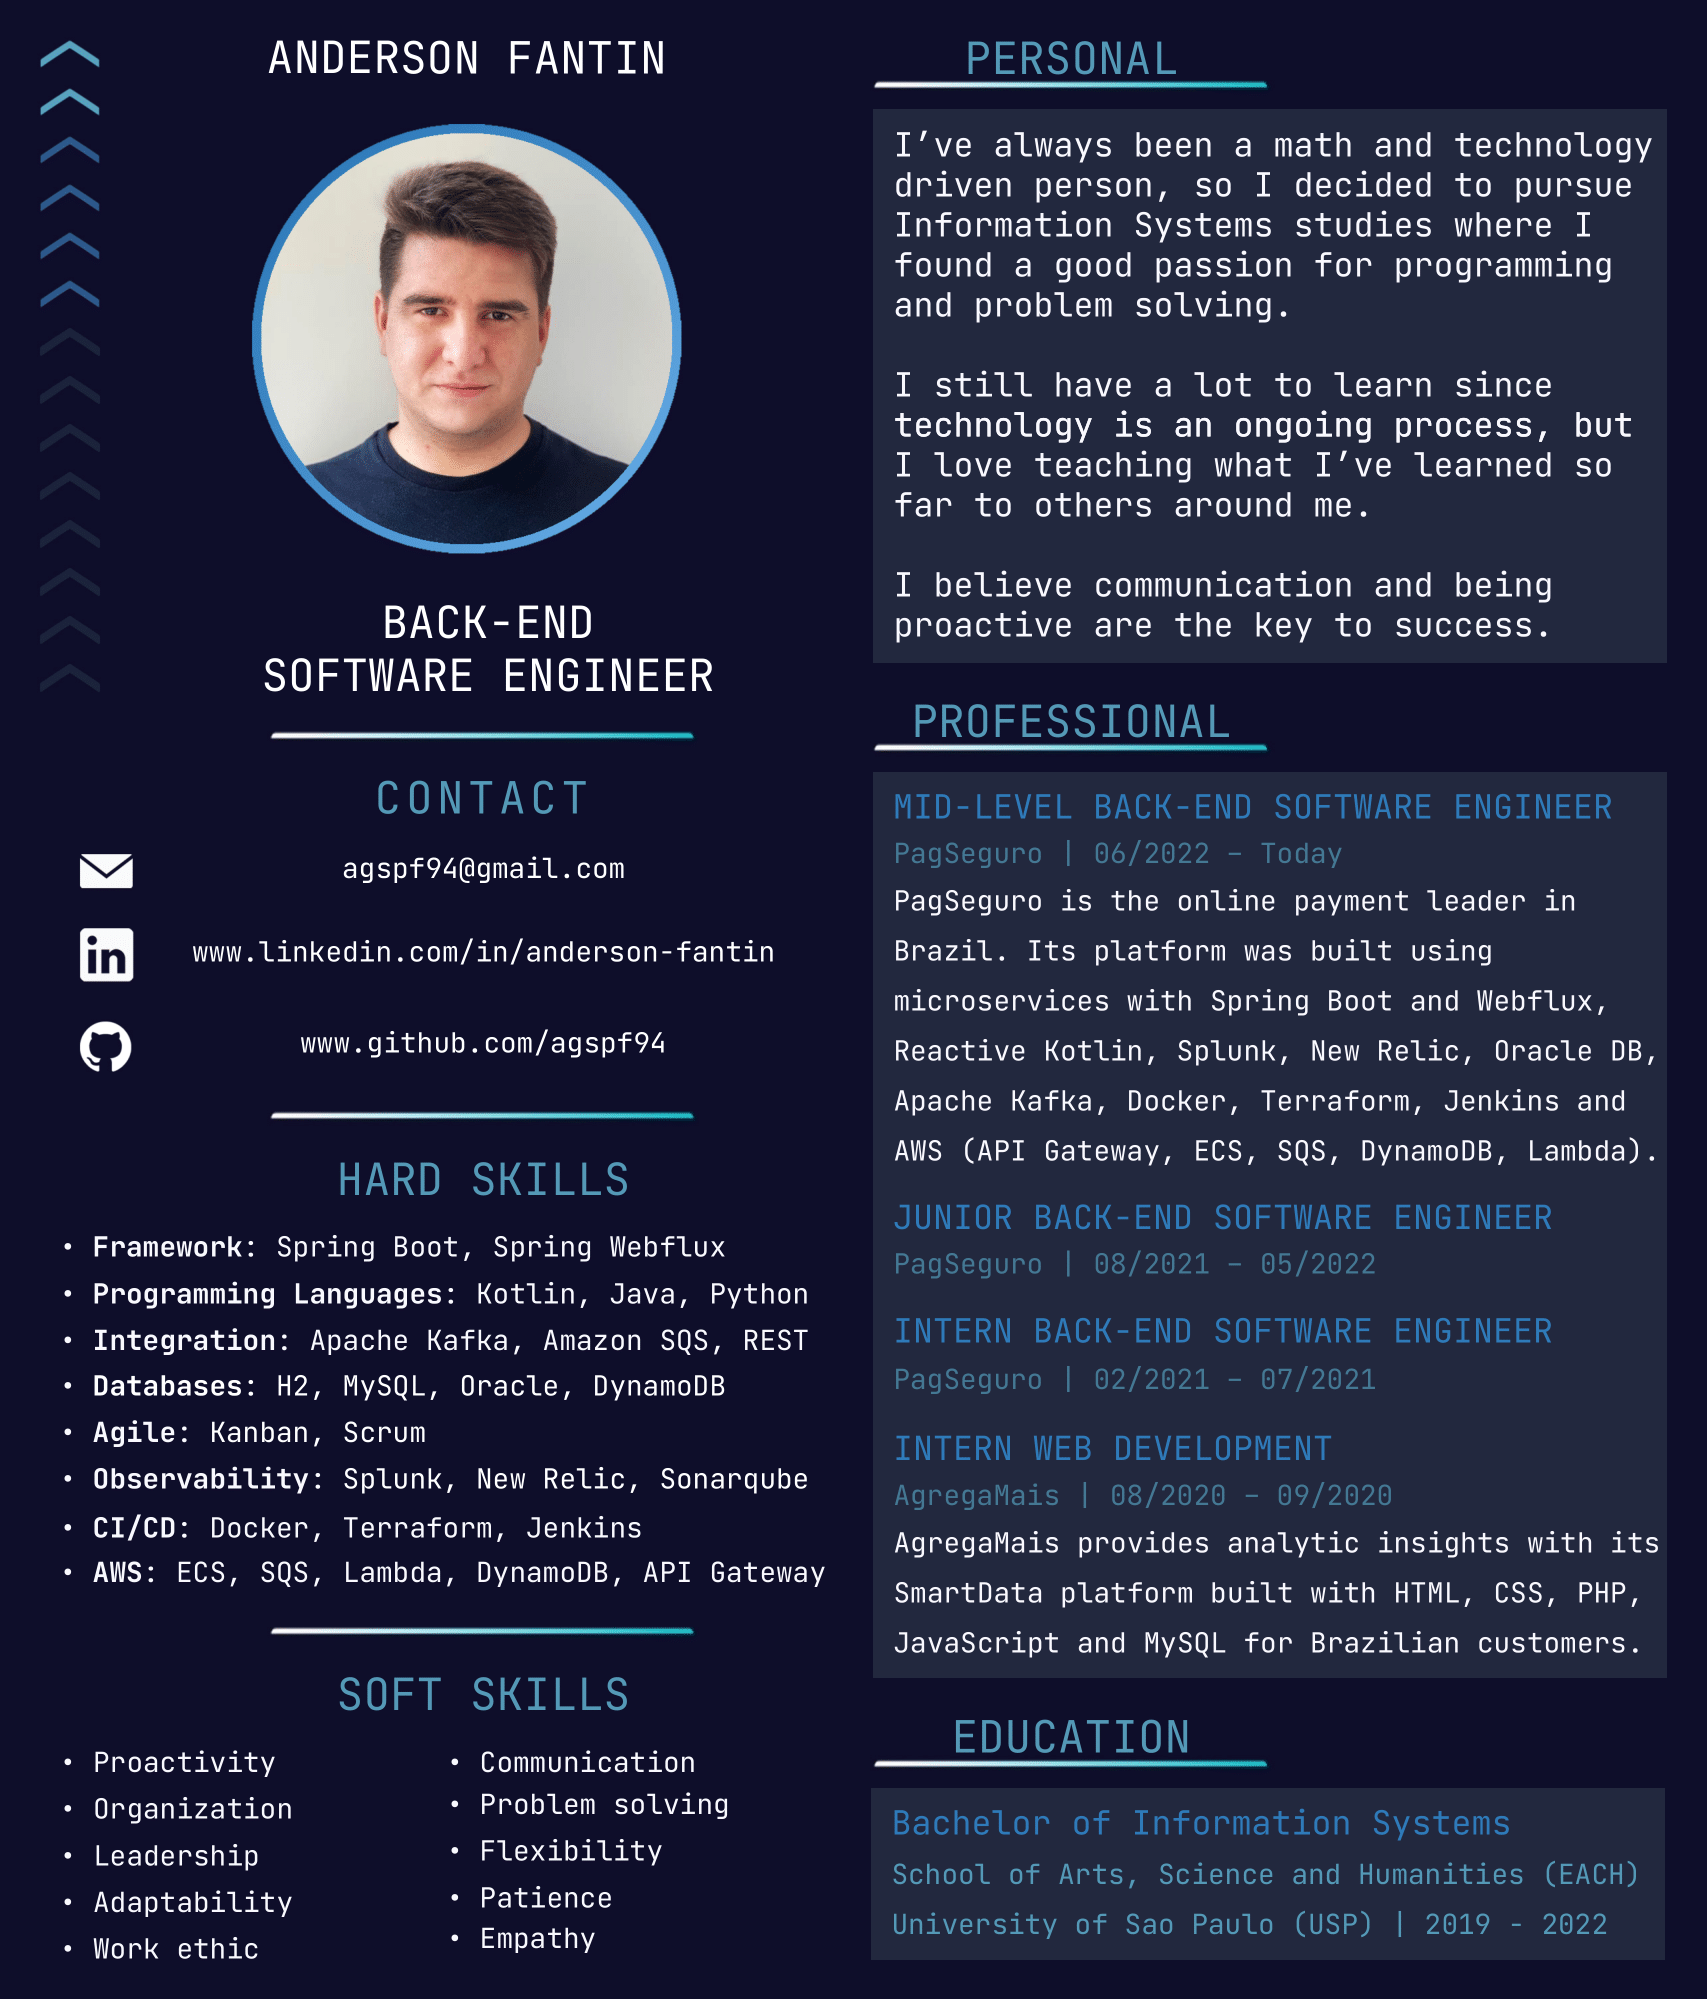 ANDERSON FANTIN
BACK-END
SOFTWARE ENGINEER
CONTACT
agspf94@gmail.com
in
www.linkedin.com/in/anderson-fantin
www.github.com/agspf94
HARD SKILLS
• Framework: Spring Boot, Spring Webflux
• Programming Languages: Kotlin, Java, Python
• Integration: Apache Kafka, Amazon SQS, REST
• Databases: H2, MySQL, Oracle, DynamoDB
• Agile: Kanban, Scrum
• Observability: Splunk, New Relic, Sonarqube
• CI/CD: Docker, Terraform, Jenkins
• AWS: ECS, SQS, Lambda, DynamoDB, API Gateway
SOFT SKILLS
• Proactivity
• Organization
• Leadership
• Adaptability
• Work ethic
• Communication
• Problem solving
• Flexibility
• Patience
• Empathy
PERSONAL
I’ve always been a math and technology
driven person, so I decided to pursue
Information Systems studies where I
found a good passion for programming
and problem solving.
I still have a lot to learn since
technology is an ongoing process, but
I love teaching what I’ve learned so
far to others around me.
I believe communication and being
proactive are the key to success.
PROFESSIONAL
MID-LEVEL BACK-END SOFTWARE ENGINEER
PagSeguro | 06/2022 – Today
PagSeguro is the online payment leader in
Brazil. Its platform was built using
microservices with Spring Boot and Webflux,
Reactive Kotlin, Splunk, New Relic, Oracle DB,
Apache Kafka, Docker, Terraform, Jenkins and
AWS (API Gateway, ECS, SQS, DynamoDB, Lambda).
JUNIOR BACK-END SOFTWARE ENGINEER
PagSeguro | 08/2021 – 05/2022
INTERN BACK-END SOFTWARE ENGINEER
PagSeguro | 02/2021 – 07/2021
INTERN WEB DEVELOPMENT
AgregaMais | 08/2020 – 09/2020
AgregaMais provides analytic insights with its
SmartData platform built with HTML, CSS, PHP,
JavaScript and MySQL for Brazilian customers.
EDUCATION
Bachelor of Information Systems
School of Arts, Science and Humanities (EACH)
University of Sao Paulo (USP) | 2019 - 2022